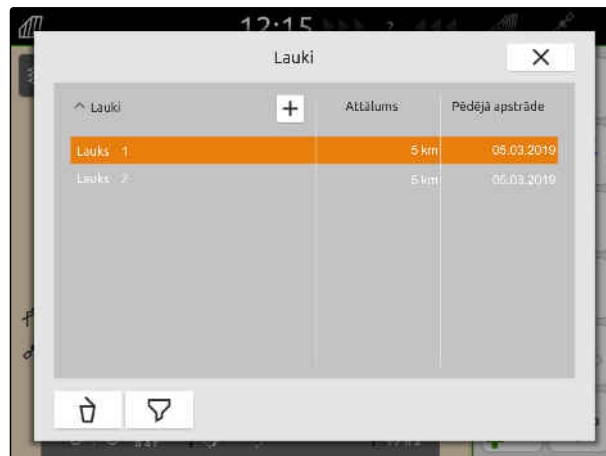 12:15
Lauki
Lauki + Attālums Pēdējā apstrāde
Lauks 1 5 km 05.03.2019
Lauks 2 5 km 05.03.2019